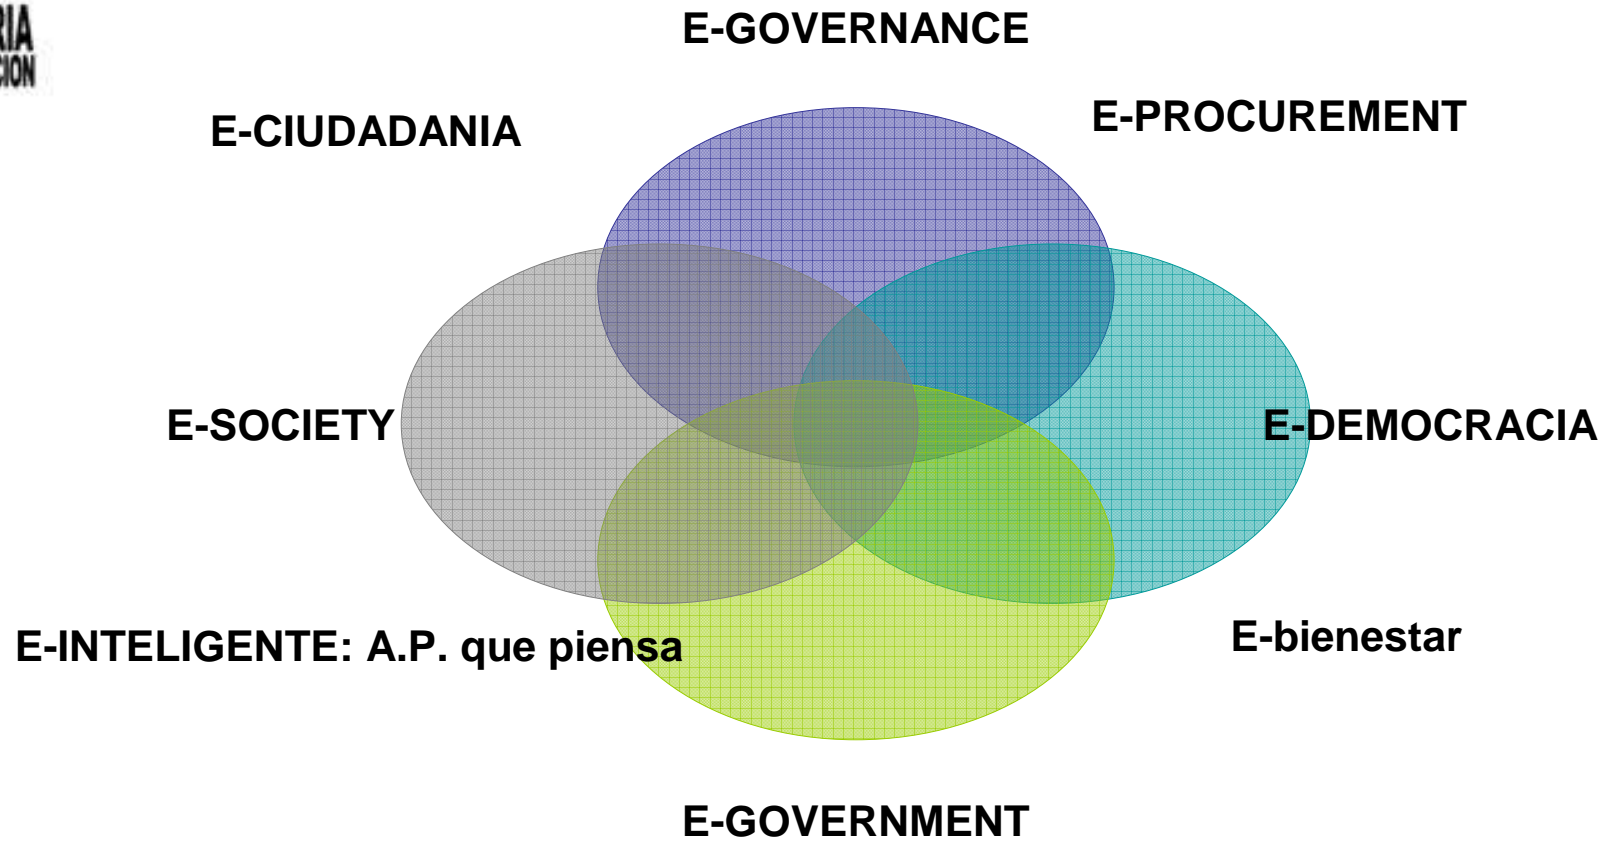 E-GOVERNANCE
E-PROCUREMENT
E-CIUDADANIA
E-SOCIETY
E-DEMOCRACIA
E-INTELIGENTE: A.P. que piensa
E-bienestar
E-GOVERNMENT